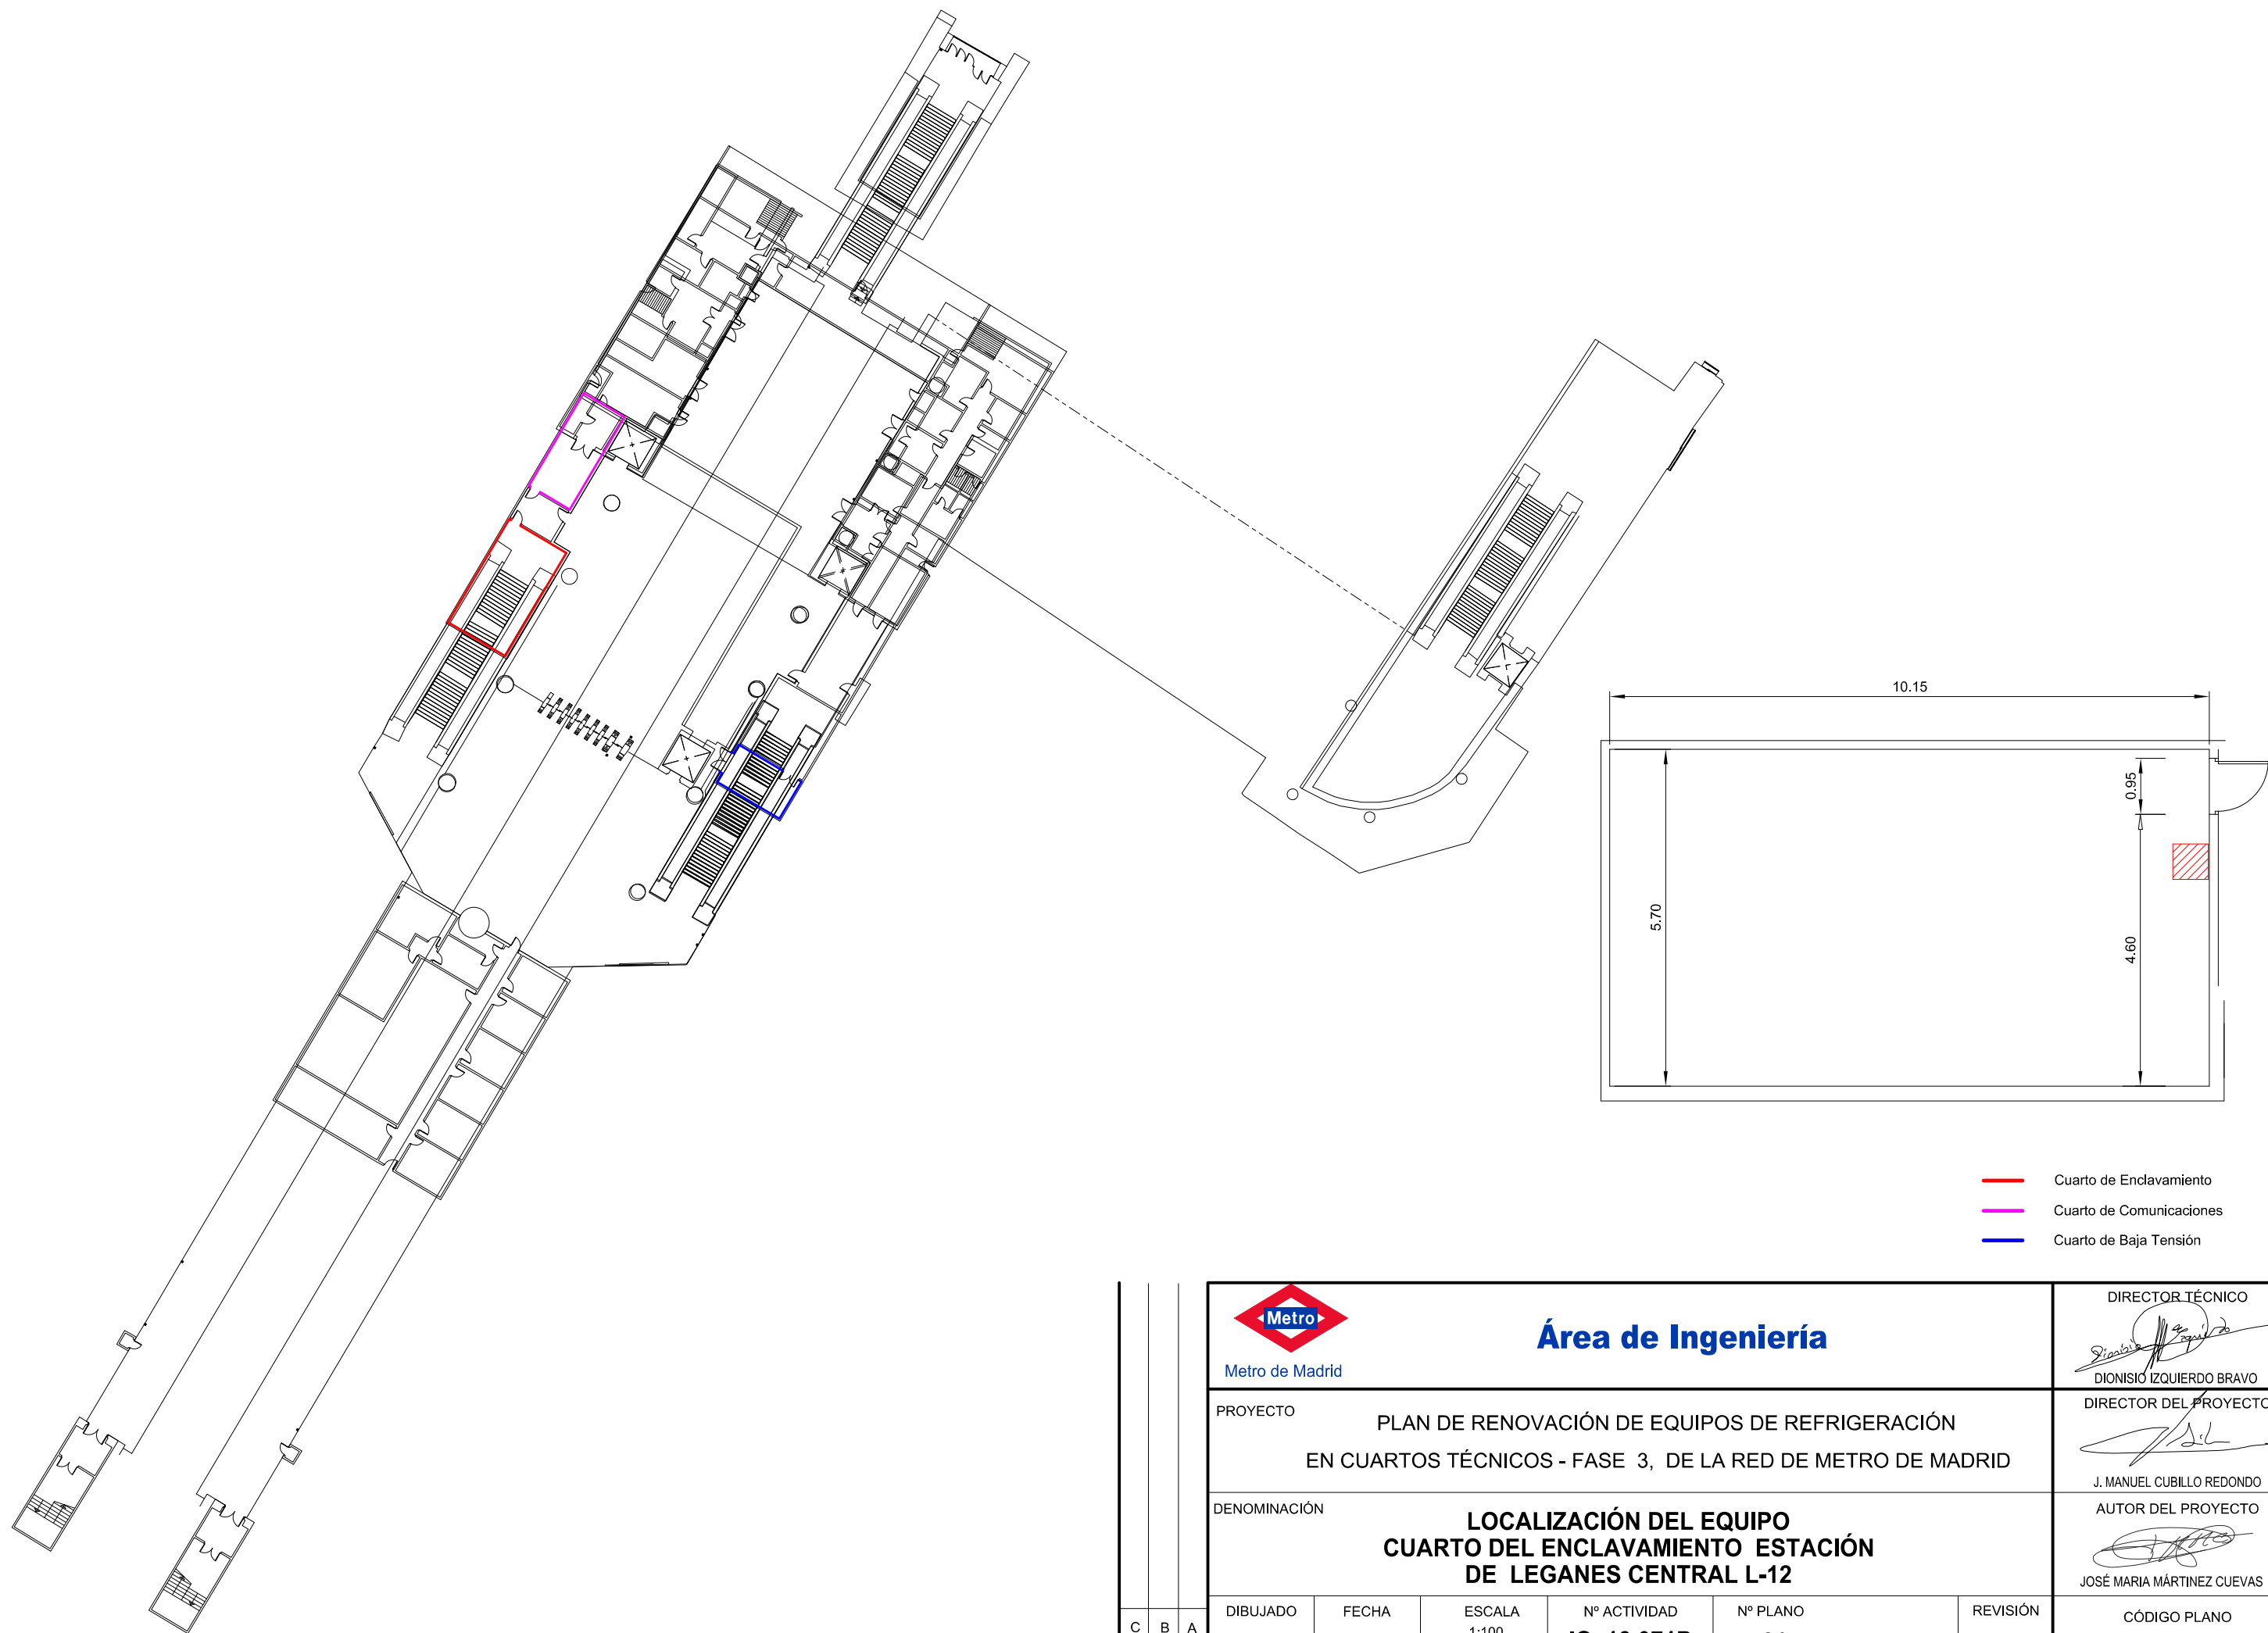 10.15
0.95
5.70
4.60
Cuarto de Enclavamiento
Cuarto de Comunicaciones
Cuarto de Baja Tensión
Metro
Metro de Madrid
Área de Ingeniería
DIRECTOR TÉCNICO
DIONISIO IZQUIERDO BRAVO
PROYECTO
PLAN DE RENOVACIÓN DE EQUIPOS DE REFRIGERACIÓN
EN CUARTOS TÉCNICOS - FASE 3, DE LA RED DE METRO DE MADRID
DIRECTOR DEL PROYECTO
J. MANUEL CUBILLO REDONDO
DENOMINACIÓN
LOCALIZACIÓN DEL EQUIPO
CUARTO DEL ENCLAVAMIENTO ESTACIÓN
DE LEGANES CENTRAL L-12
AUTOR DEL PROYECTO
JOSÉ MARIA MÁRTINEZ CUEVAS
C B A
DIBUJADO
FECHA
ESCALA
1:100
Nº ACTIVIDAD
Nº PLANO
REVISIÓN
CÓDIGO PLANO